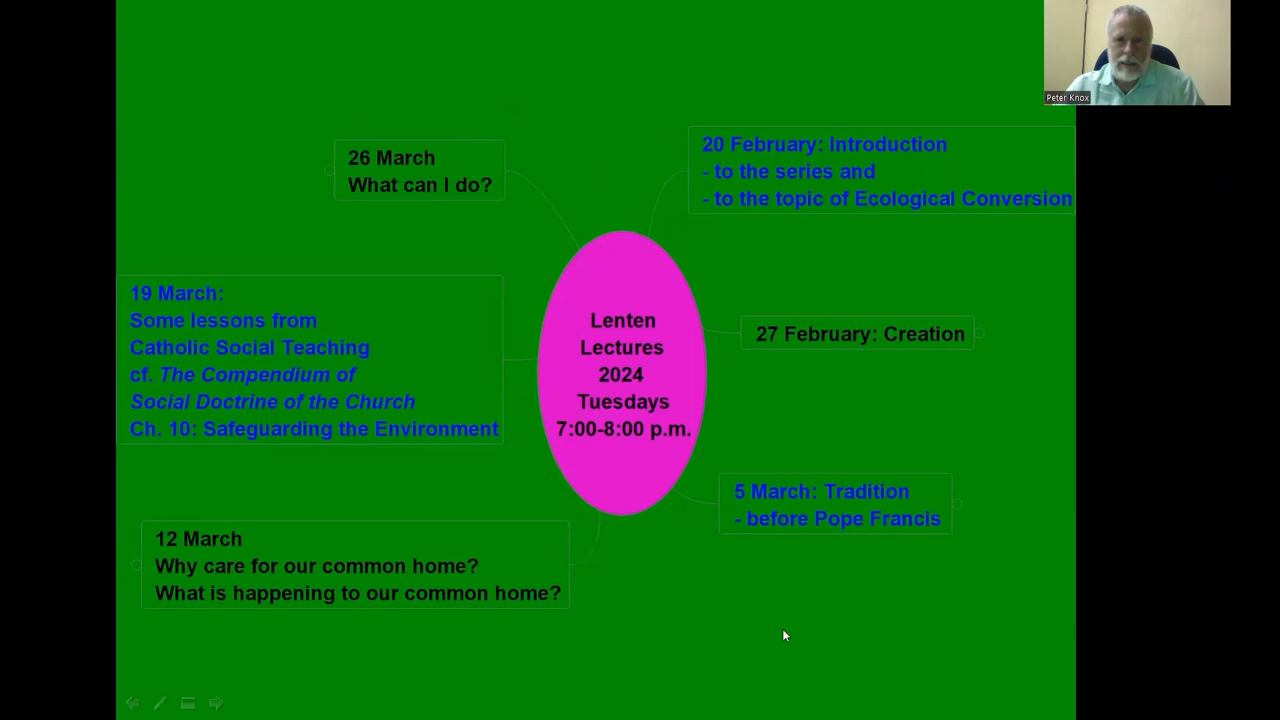 Peter Knox
20 February: Introduction
- to the series and
- to the topic of Ecological Conversion
27 February: Creation
5 March: Tradition
- before Pope Francis
12 March
Why care for our common home?
What is happening to our common home?
19 March:
Some lessons from
Catholic Social Teaching
cf. The Compendium of
Social Doctrine of the Church
Ch. 10: Safeguarding the Environment
26 March
What can I do?
Lenten
Lectures
2024
Tuesdays
7:00-8:00 p.m.